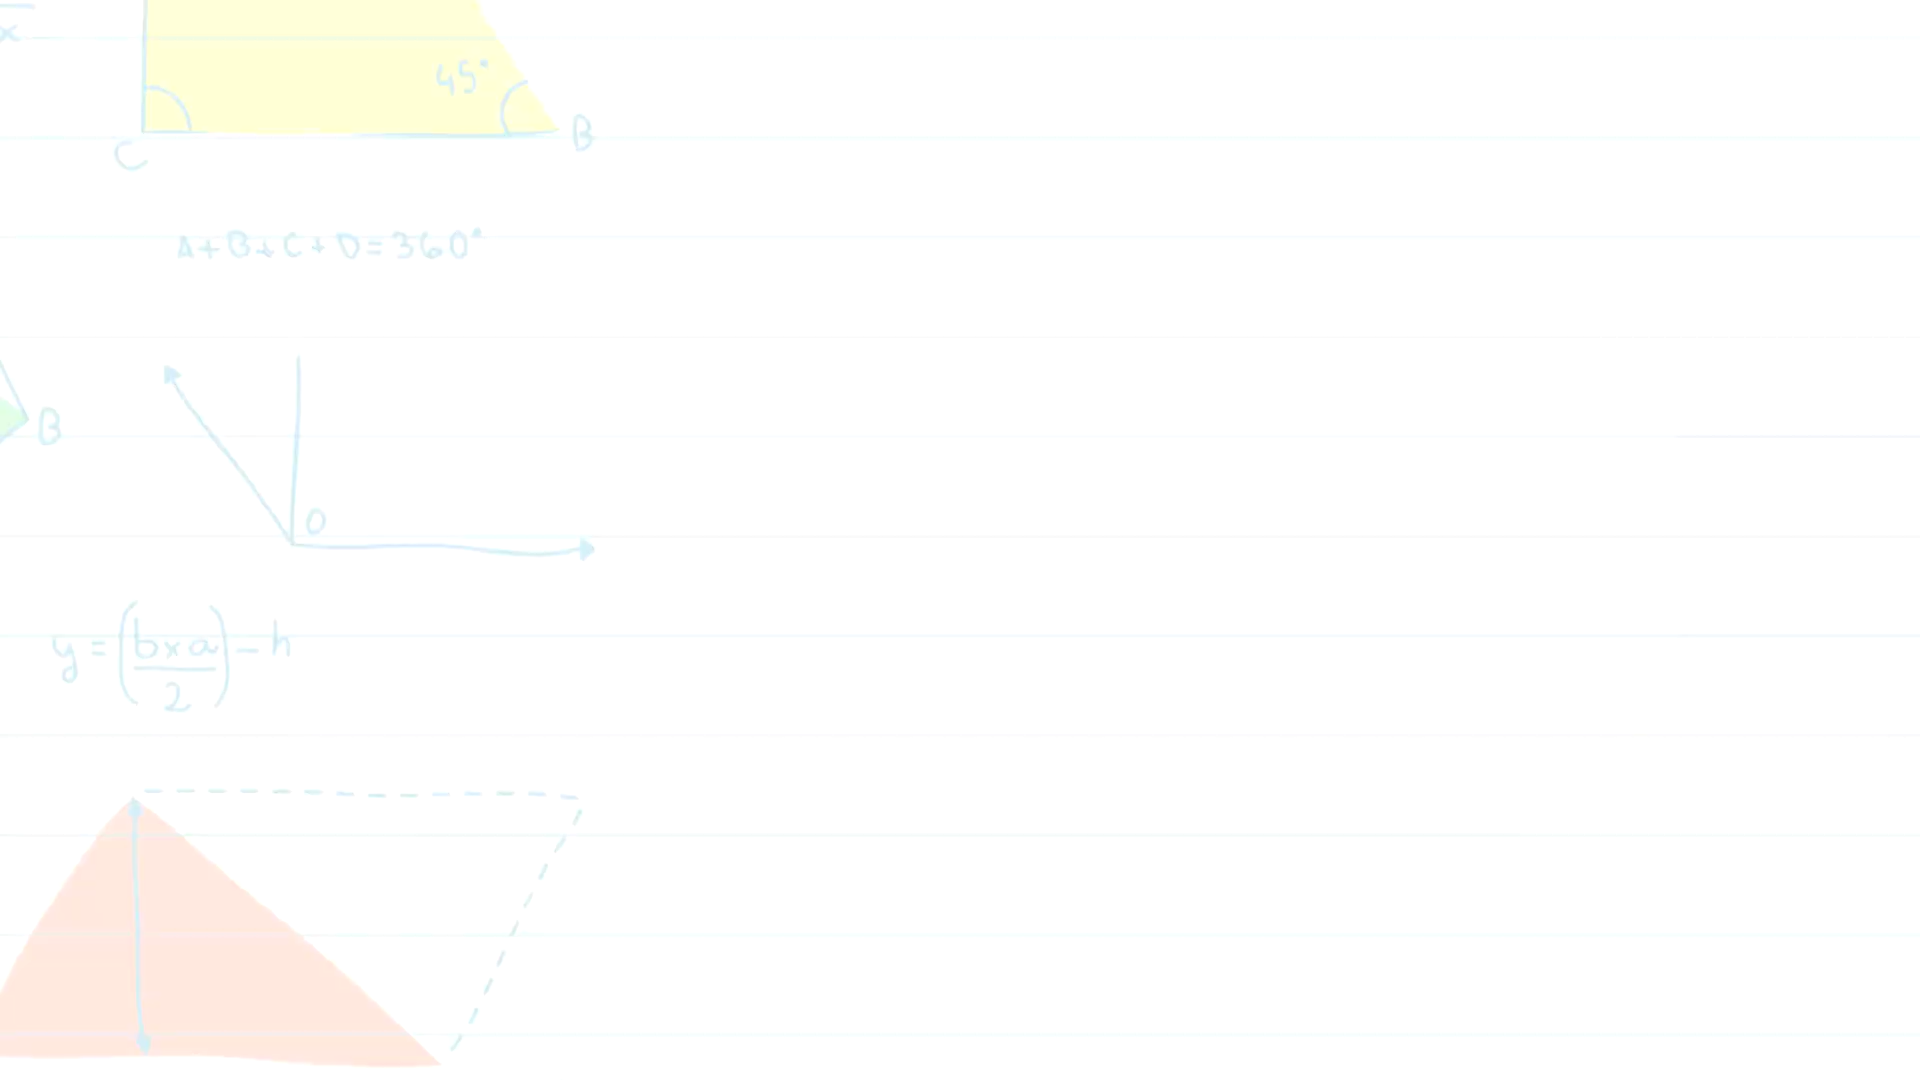 x
45°
C
B
A+B+C+D=360°
B
O
y = (b×a/2) – h